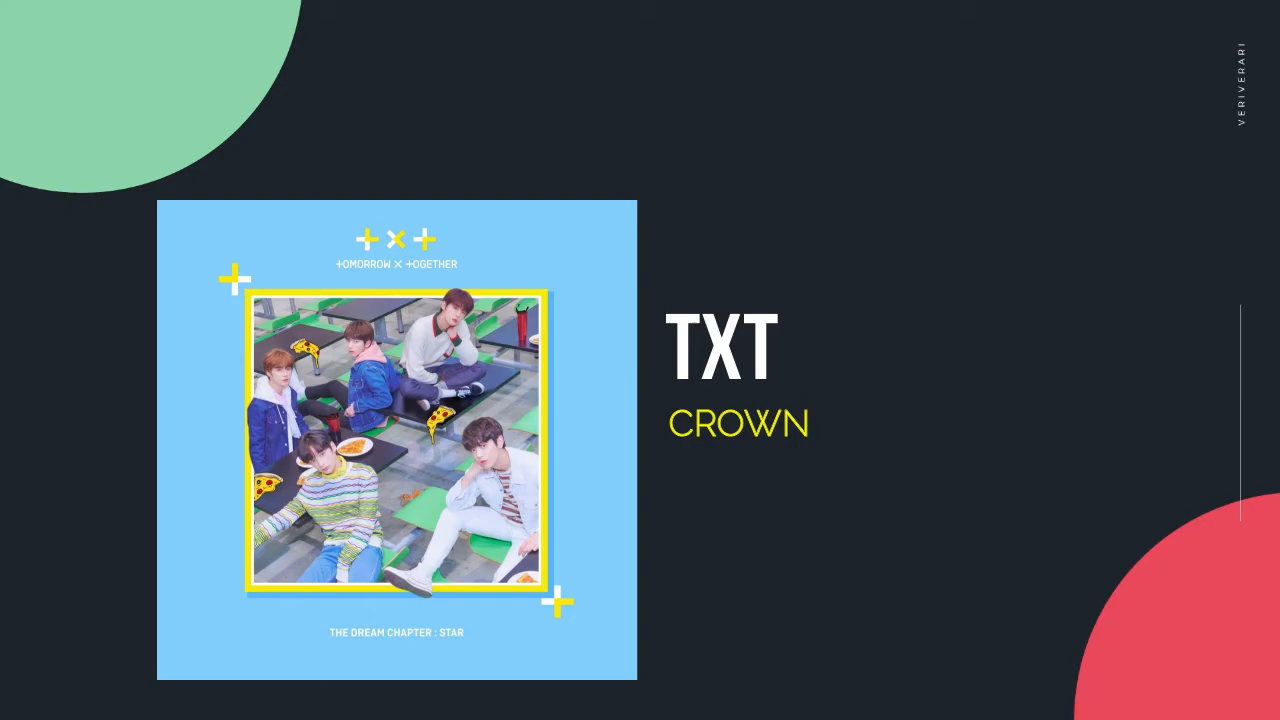 VERIVERARI
+×+
+OMORROW × +OGETHER
TXT
CROWN
THE DREAM CHAPTER : STAR